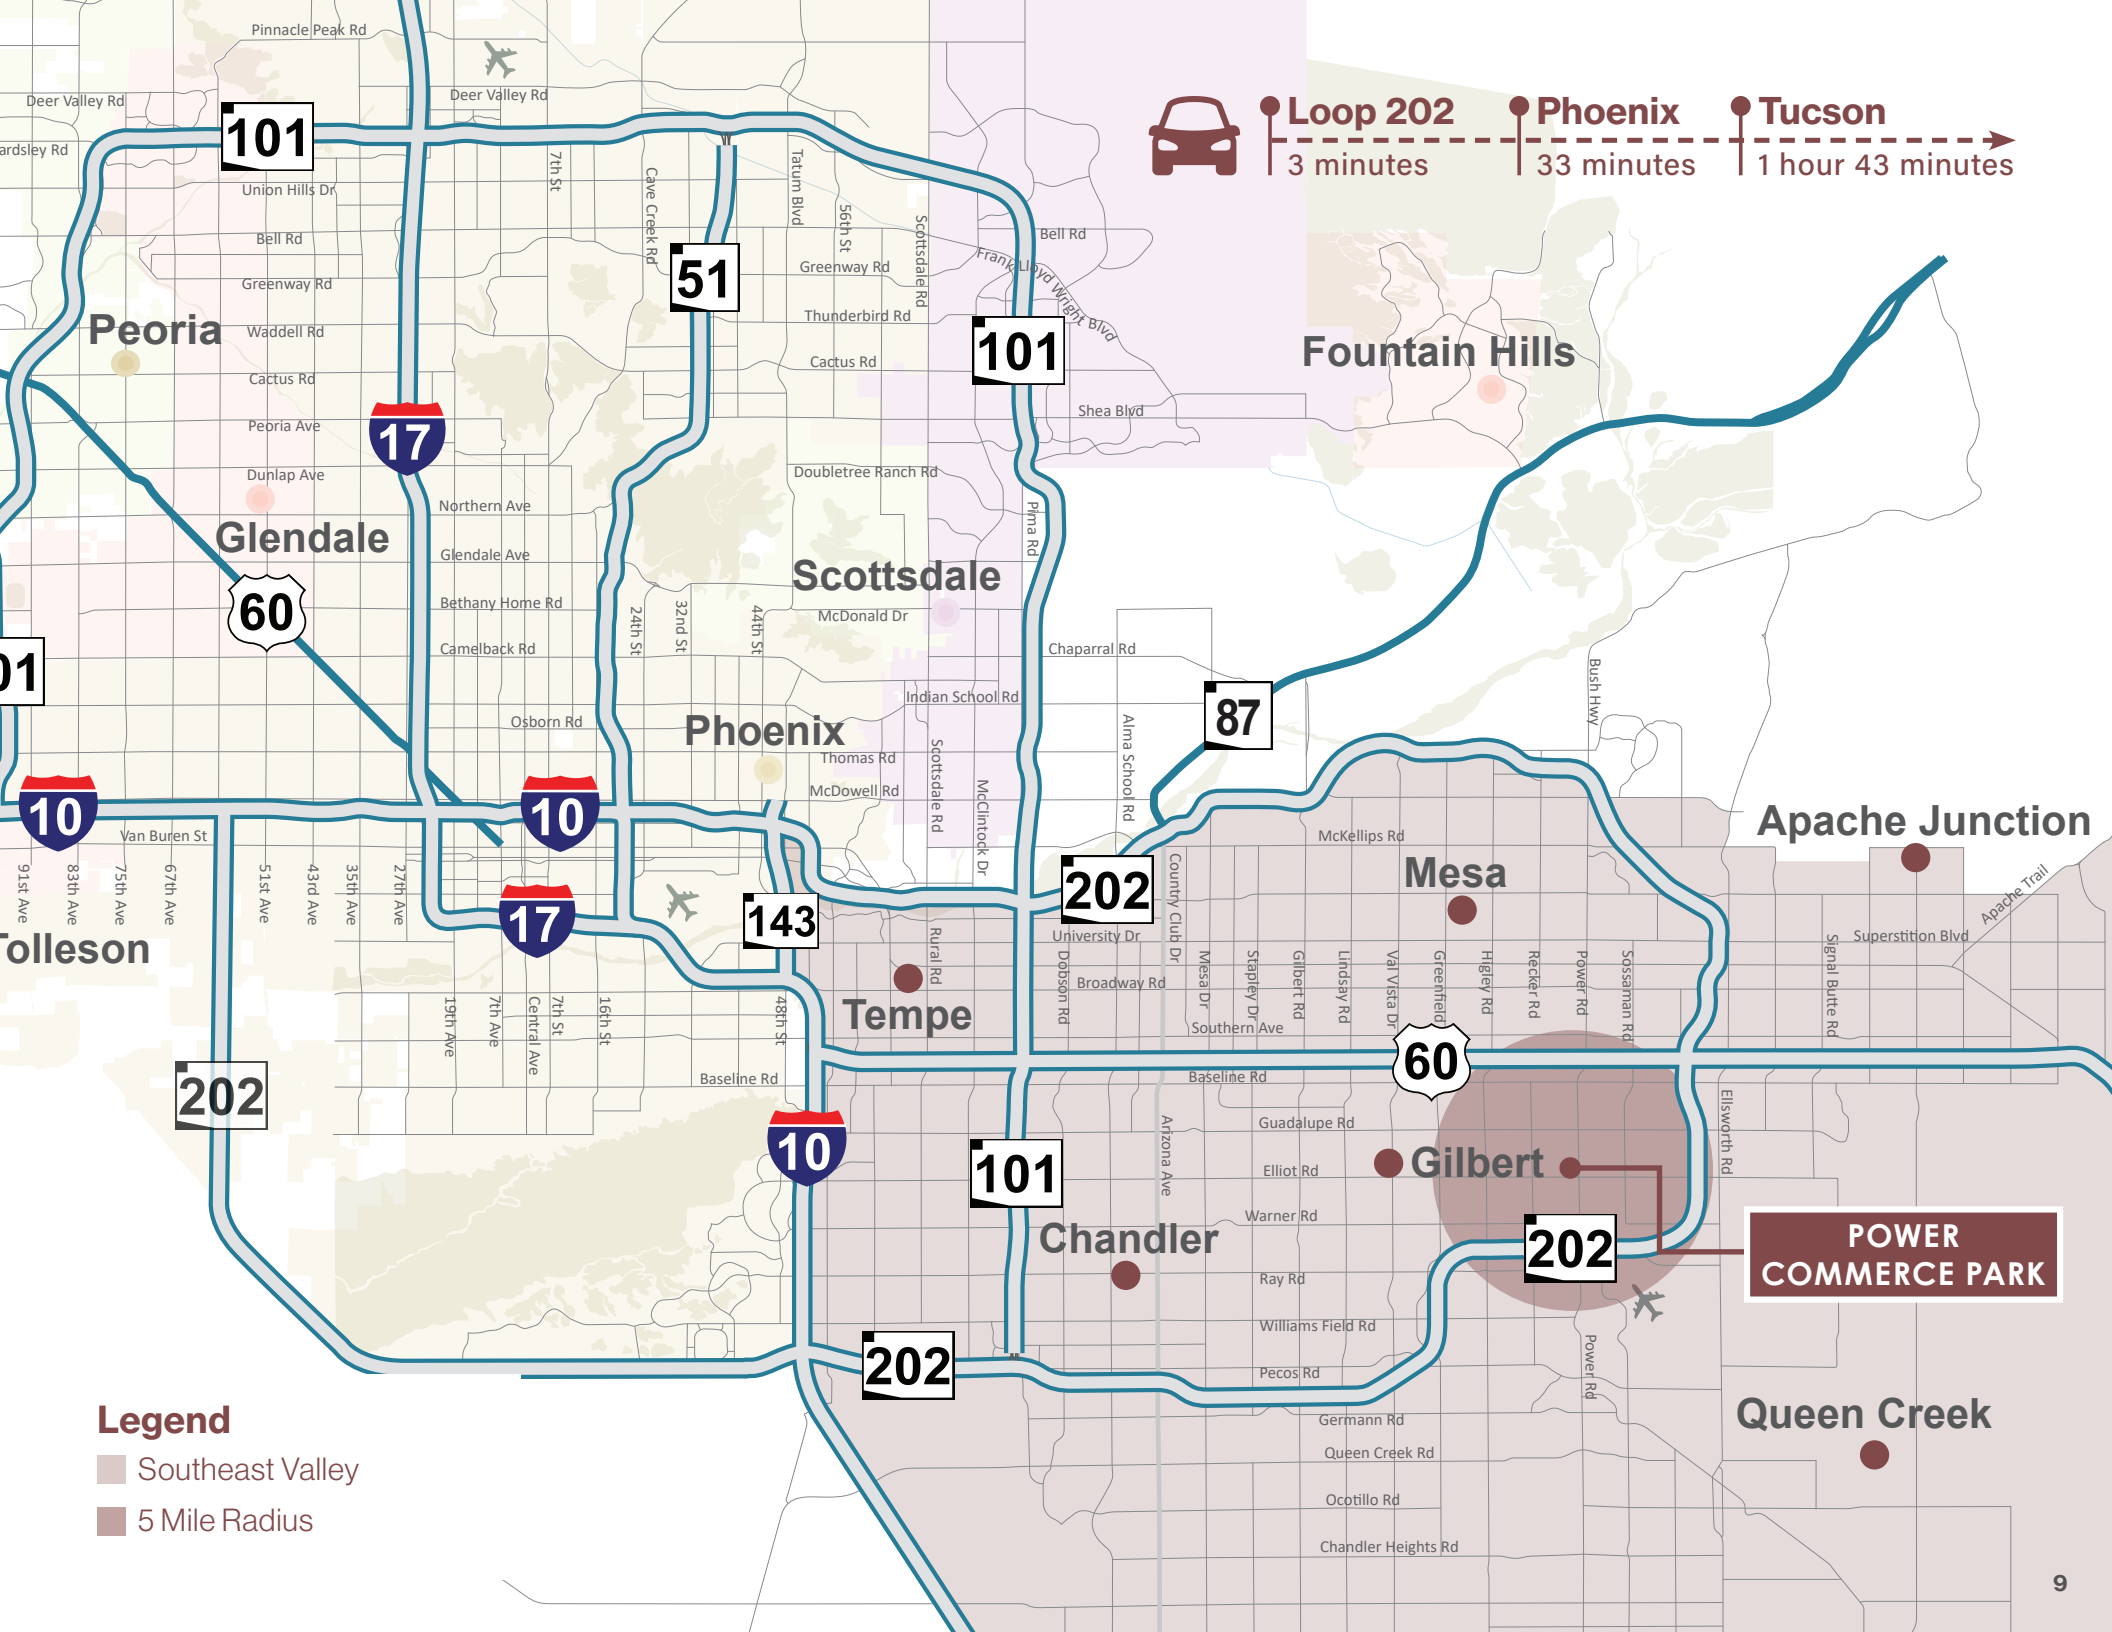 Pinnacle Peak Rd
Deer Valley Rd
Deer Valley Rd
Loop 202
Phoenix
Tucson
3 minutes
33 minutes
1 hour 43 minutes
101
ardsley Rd
Union Hills Dr
7th St
Cave Creek Rd
Tatum Blvd
56th St
Scottsdale Rd
Bell Rd
Bell Rd
Frank Lloyd Wright Blvd
51
Greenway Rd
Greenway Rd
Peoria
Waddell Rd
Thunderbird Rd
101
Fountain Hills
Cactus Rd
Cactus Rd
Shea Blvd
17
Peoria Ave
Dunlap Ave
Doubletree Ranch Rd
Northern Ave
Pima Rd
Glendale
Glendale Ave
Scottsdale
60
Bethany Home Rd
24th St
32nd St
44th St
McDonald Dr
Camelback Rd
Chaparral Rd
01
Indian School Rd
Bush Hwy
87
Osborn Rd
Phoenix
Thomas Rd
Scottsdale Rd
McClintock Dr
Alma School Rd
McDowell Rd
10
10
Van Buren St
McKellips Rd
Apache Junction
91st Ave
83th Ave
75th Ave
67th Ave
51st Ave
43rd Ave
35th Ave
27th Ave
Mesa
202
Country Club Dr
Apache Trail
17
143
Tolleson
Rural Rd
University Dr
Superstition Blvd
Signal Butte Rd
Dobson Rd
Broadway Rd
Mesa Dr
Stapley Dr
Gilbert Rd
Lindsay Rd
Val Vista Dr
Greenfield
Higley Rd
Recker Rd
Power Rd
Sossaman Rd
Tempe
19th Ave
7th Ave
Central Ave
7th St
16th St
48th St
Southern Ave
60
Baseline Rd
Baseline Rd
202
Ellsworth Rd
Guadalupe Rd
10
Arizona Ave
101
Elliot Rd
Gilbert
Warner Rd
Chandler
202
POWER
COMMERCE PARK
Ray Rd
Williams Field Rd
Power Rd
202
Pecos Rd
Legend
Germann Rd
Queen Creek
Southeast Valley
Queen Creek Rd
5 Mile Radius
Ocotillo Rd
Chandler Heights Rd
9